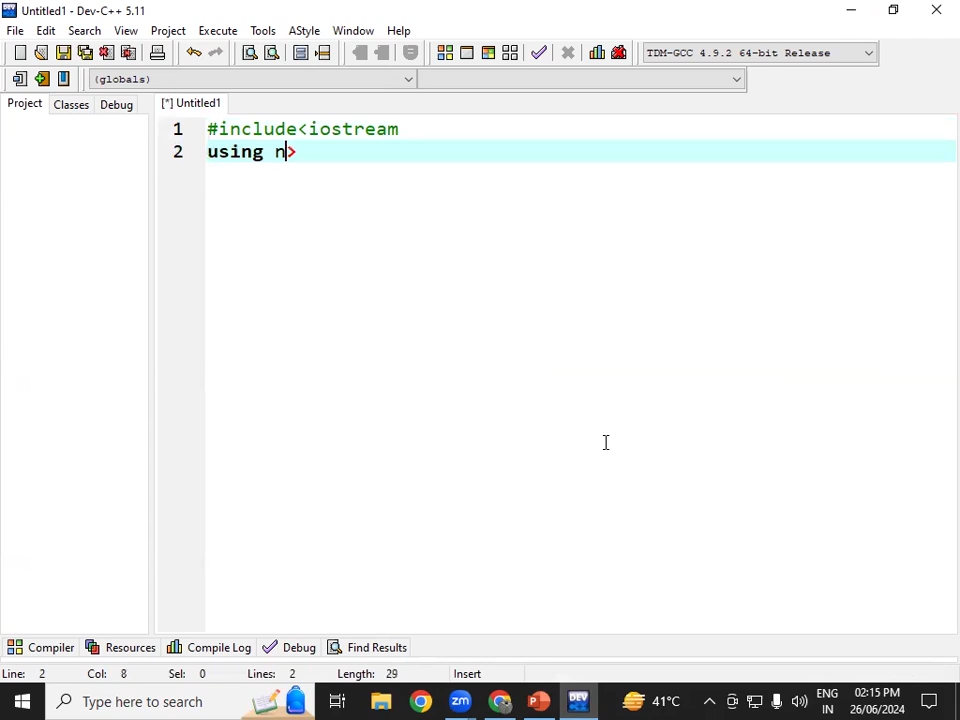 Untitled1 - Dev-C++ 5.11
File Edit Search View Project Execute Tools AStyle Window Help
TDM-GCC 4.9.2 64-bit Release
(globals)
Project Classes Debug [*] Untitled1
1 #include<iostream
2 using n>
Compiler Resources Compile Log Debug Find Results
Line: 2 Col: 8 Sel: 0 Lines: 2 Length: 29 Insert
Type here to search
zm
P
DEV
41°C
ENG
IN
02:15 PM
26/06/2024